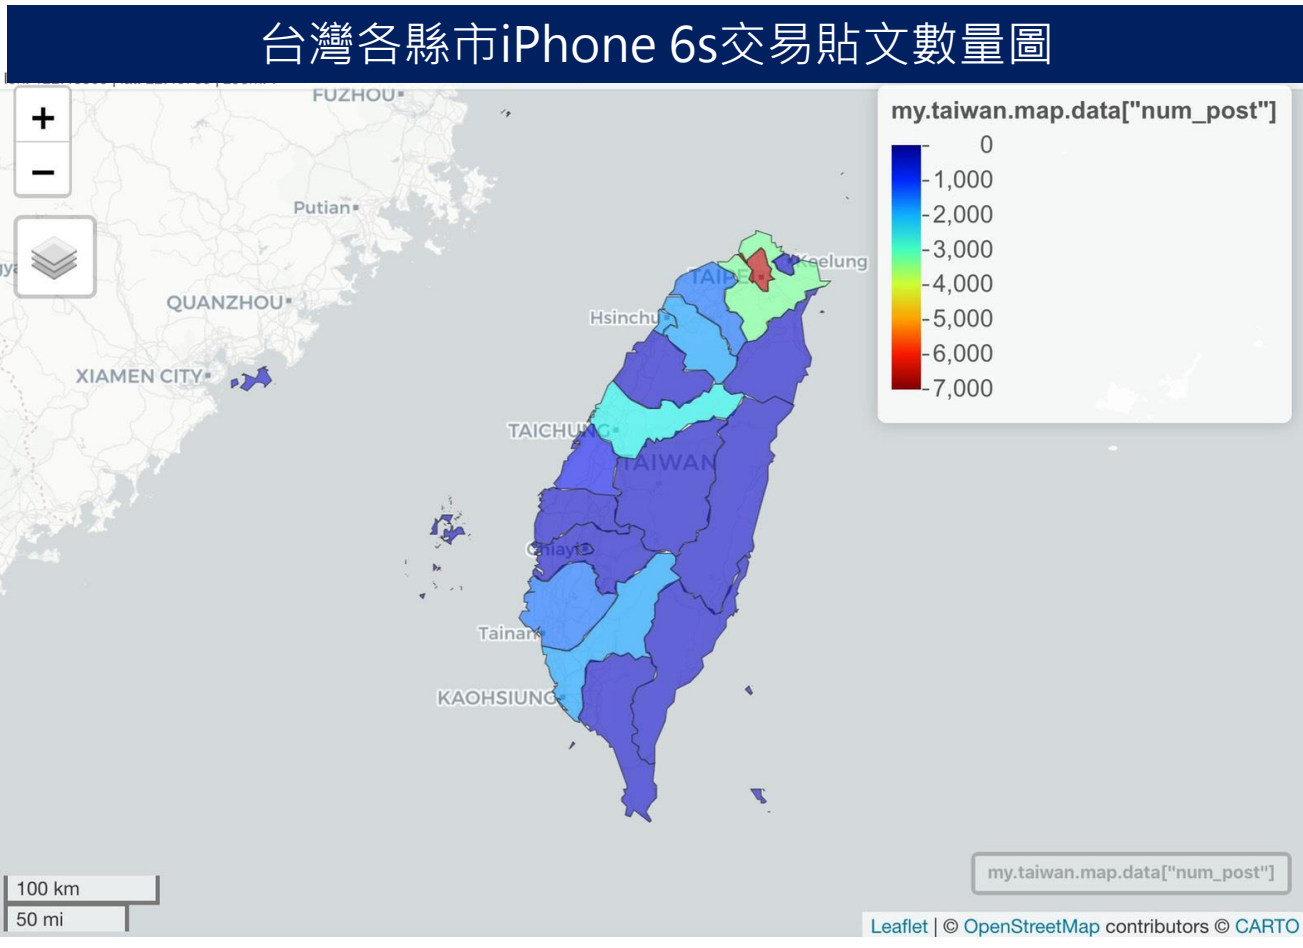 台灣各縣市iPhone 6s交易貼文數量圖
+
−
my.taiwan.map.data["num_post"]
0
1,000
2,000
3,000
4,000
5,000
6,000
7,000
FUZHOU
Putian
QUANZHOU
XIAMEN CITY
Keelung
Hsinchu
TAICHUNG
TAIWAN
Chiayi
Tainan
KAOHSIUNG
100 km
50 mi
my.taiwan.map.data["num_post"]
Leaflet | © OpenStreetMap contributors © CARTO